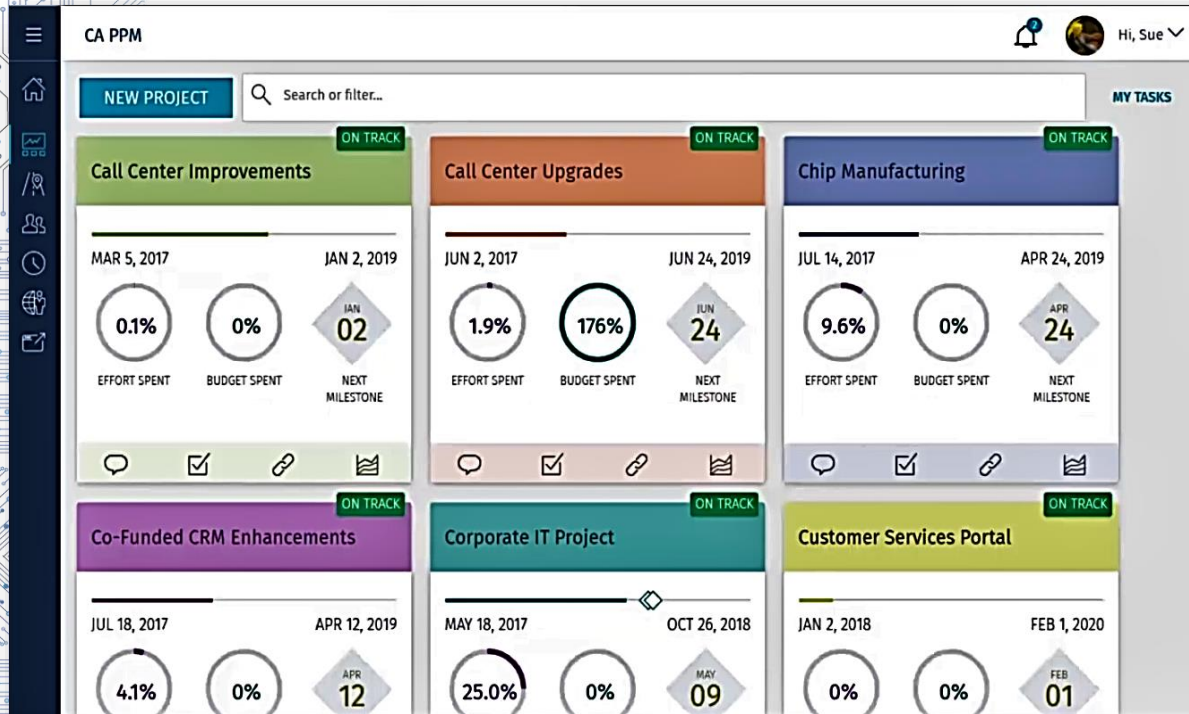 CA PPM
2
Hi, Sue
NEW PROJECT
Search or filter...
MY TASKS
ON TRACK
Call Center Improvements
MAR 5, 2017
JAN 2, 2019
0.1%
0%
JAN
02
EFFORT SPENT
BUDGET SPENT
NEXT
MILESTONE
ON TRACK
Call Center Upgrades
JUN 2, 2017
JUN 24, 2019
1.9%
176%
JUN
24
EFFORT SPENT
BUDGET SPENT
NEXT
MILESTONE
ON TRACK
Chip Manufacturing
JUL 14, 2017
APR 24, 2019
9.6%
0%
APR
24
EFFORT SPENT
BUDGET SPENT
NEXT
MILESTONE
ON TRACK
Co-Funded CRM Enhancements
JUL 18, 2017
APR 12, 2019
4.1%
0%
APR
12
ON TRACK
Corporate IT Project
MAY 18, 2017
OCT 26, 2018
25.0%
0%
MAY
09
ON TRACK
Customer Services Portal
JAN 2, 2018
FEB 1, 2020
0%
0%
FEB
01